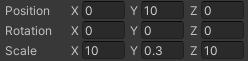 Position X 0 Y 10 Z 0
Rotation X 0 Y 0 Z 0
Scale X 10 Y 0.3 Z 10